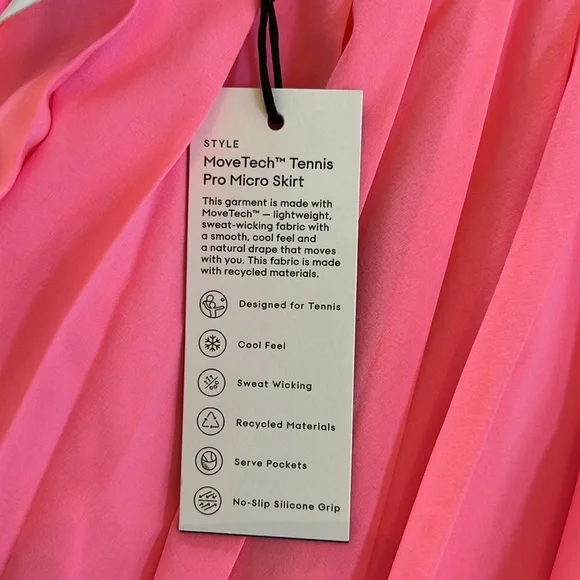 STYLE
MoveTech™ Tennis
Pro Micro Skirt
This garment is made with
MoveTech™ — lightweight,
sweat-wicking fabric with
a smooth, cool feel and
a natural drape that moves
with you. This fabric is made
with recycled materials.
Designed for Tennis
Cool Feel
Sweat Wicking
Recycled Materials
Serve Pockets
No-Slip Silicone Grip